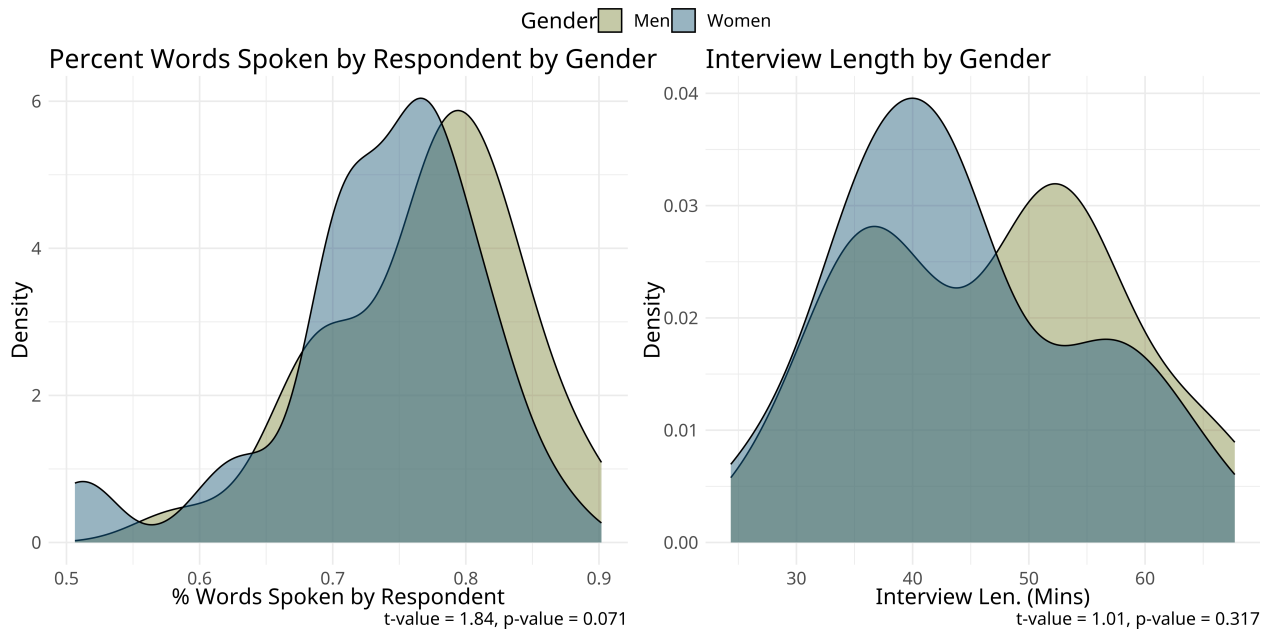 Gender Men Women
Percent Words Spoken by Respondent by Gender
Density
6
4
2
0
0.5 0.6 0.7 0.8 0.9
% Words Spoken by Respondent
t-value = 1.84, p-value = 0.071
Interview Length by Gender
Density
0.04
0.03
0.02
0.01
0.00
30 40 50 60
Interview Len. (Mins)
t-value = 1.01, p-value = 0.317